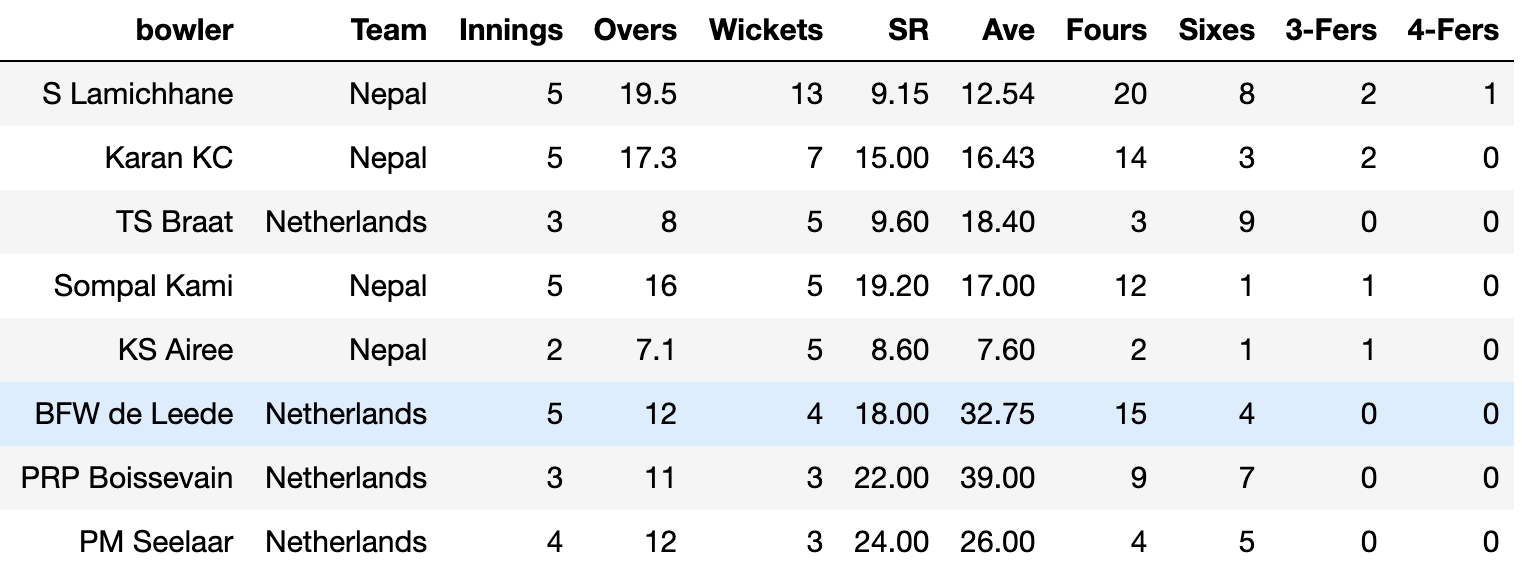 bowler Team Innings Overs Wickets SR Ave Fours Sixes 3-Fers 4-Fers
S Lamichhane Nepal 5 19.5 13 9.15 12.54 20 8 2 1
Karan KC Nepal 5 17.3 7 15.00 16.43 14 3 2 0
TS Braat Netherlands 3 8 5 9.60 18.40 3 9 0 0
Sompal Kami Nepal 5 16 5 19.20 17.00 12 1 1 0
KS Airee Nepal 2 7.1 5 8.60 7.60 2 1 1 0
BFW de Leede Netherlands 5 12 4 18.00 32.75 15 4 0 0
PRP Boissevain Netherlands 3 11 3 22.00 39.00 9 7 0 0
PM Seelaar Netherlands 4 12 3 24.00 26.00 4 5 0 0